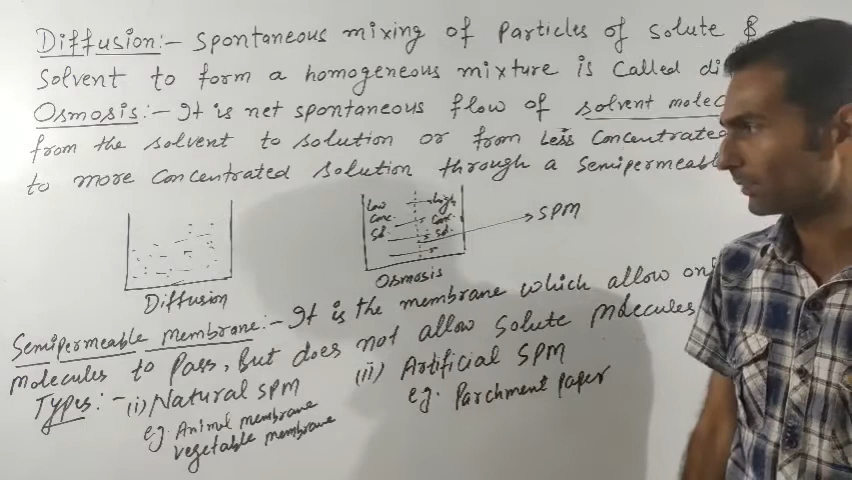 Diffusion:- Spontaneous mixing of Particles of Solute &
Solvent to form a homogeneous mixture is Called di
Osmosis:- It is net spontaneous flow of solvent molec
from the solvent to solution or from Less Concentrated
to more Concentrated Solution through a Semipermeabl
Low
Conc.
Sol.
high
Conc.
Sol.
SPM
Diffusion
Osmosis
Semipermeable membrane:- It is the membrane which allow on
molecules to Pass, But does not allow Solute molecules
Types:- (i) Natural SPM
eg. Animal membrane
vegetable membrane
(ii) Artificial SPM
eg. Parchment paper